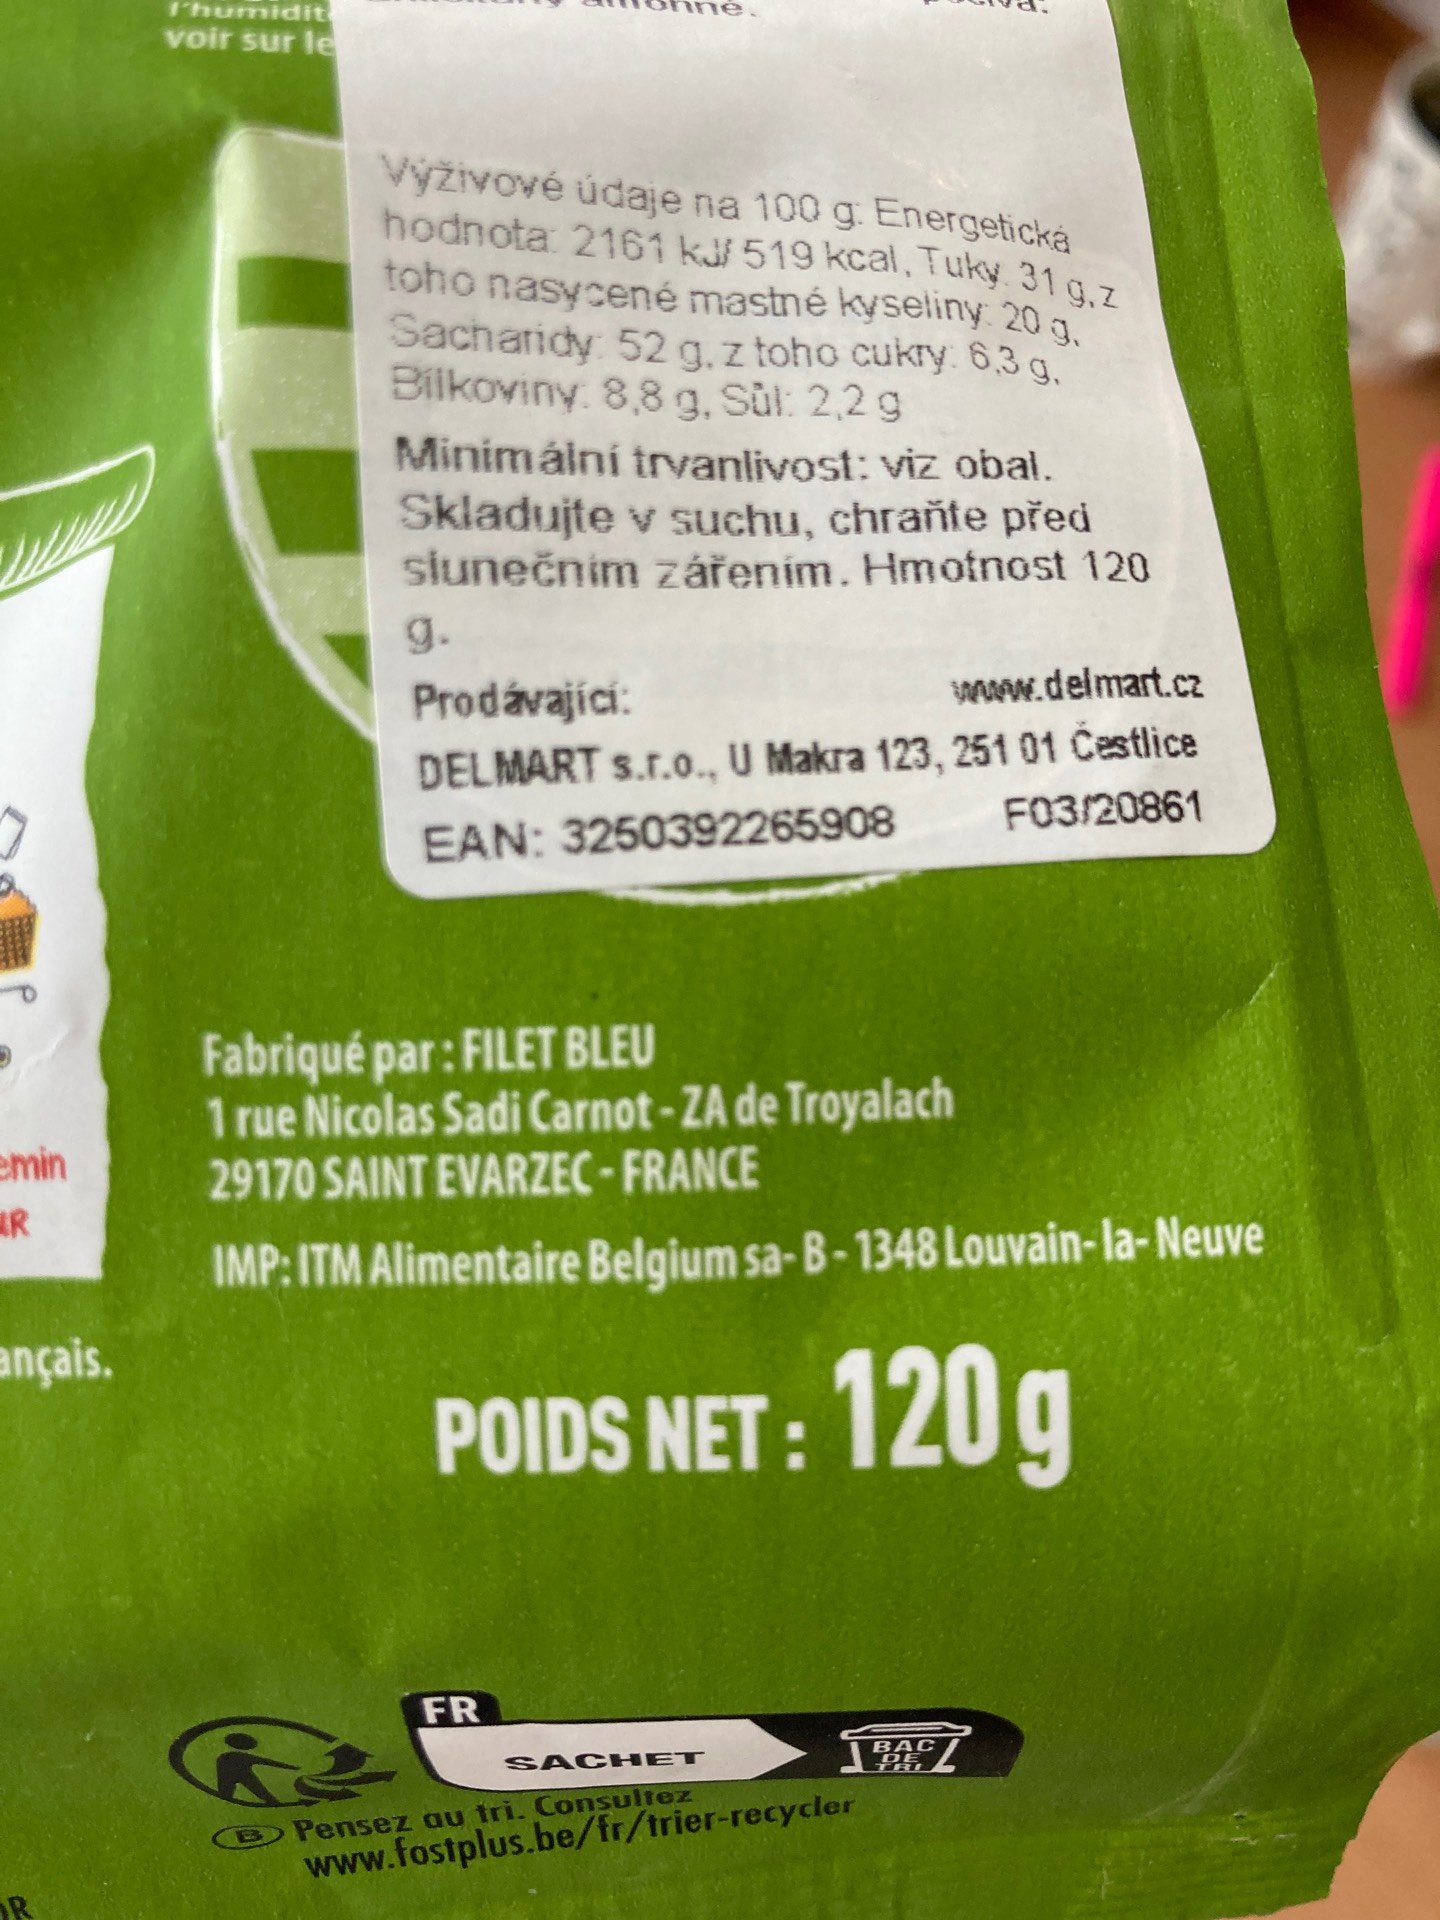 l'humidit
voir sur le
Výživové údaje na 100 g: Energetická
hodnota: 2161 kJ/ 519 kcal, Tuky: 31 g, z
toho nasycené mastné kyseliny: 20 g,
Sacharidy: 52 g, z toho cukry: 6,3 g,
Bílkoviny: 8,8 g, Sůl: 2,2 g
Minimální trvanlivost: viz obal.
Skladujte v suchu, chraňte před
slunečním zářením. Hmotnost 120
g.
Prodávající: www.delmart.cz
DELMART s.r.o., U Makra 123, 251 01 Čestlice
EAN: 3250392265908 F03/20861
Fabriqué par : FILET BLEU
1 rue Nicolas Sadi Carnot - ZA de Troyalach
29170 SAINT EVARZEC - FRANCE
emin
UR
IMP: ITM Alimentaire Belgium sa- B - 1348 Louvain- la- Neuve
ançais.
POIDS NET : 120 g
FR
SACHET
BAC
DE
TRI
B Pensez au tri. Consultez
www.fostplus.be/fr/trier-recycler